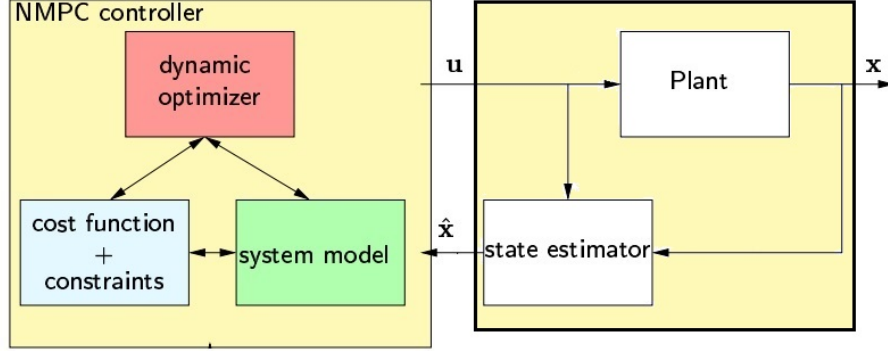 NMPC controller
dynamic
optimizer
cost function
+
constraints
system model
u
Plant
x
x̂
state estimator